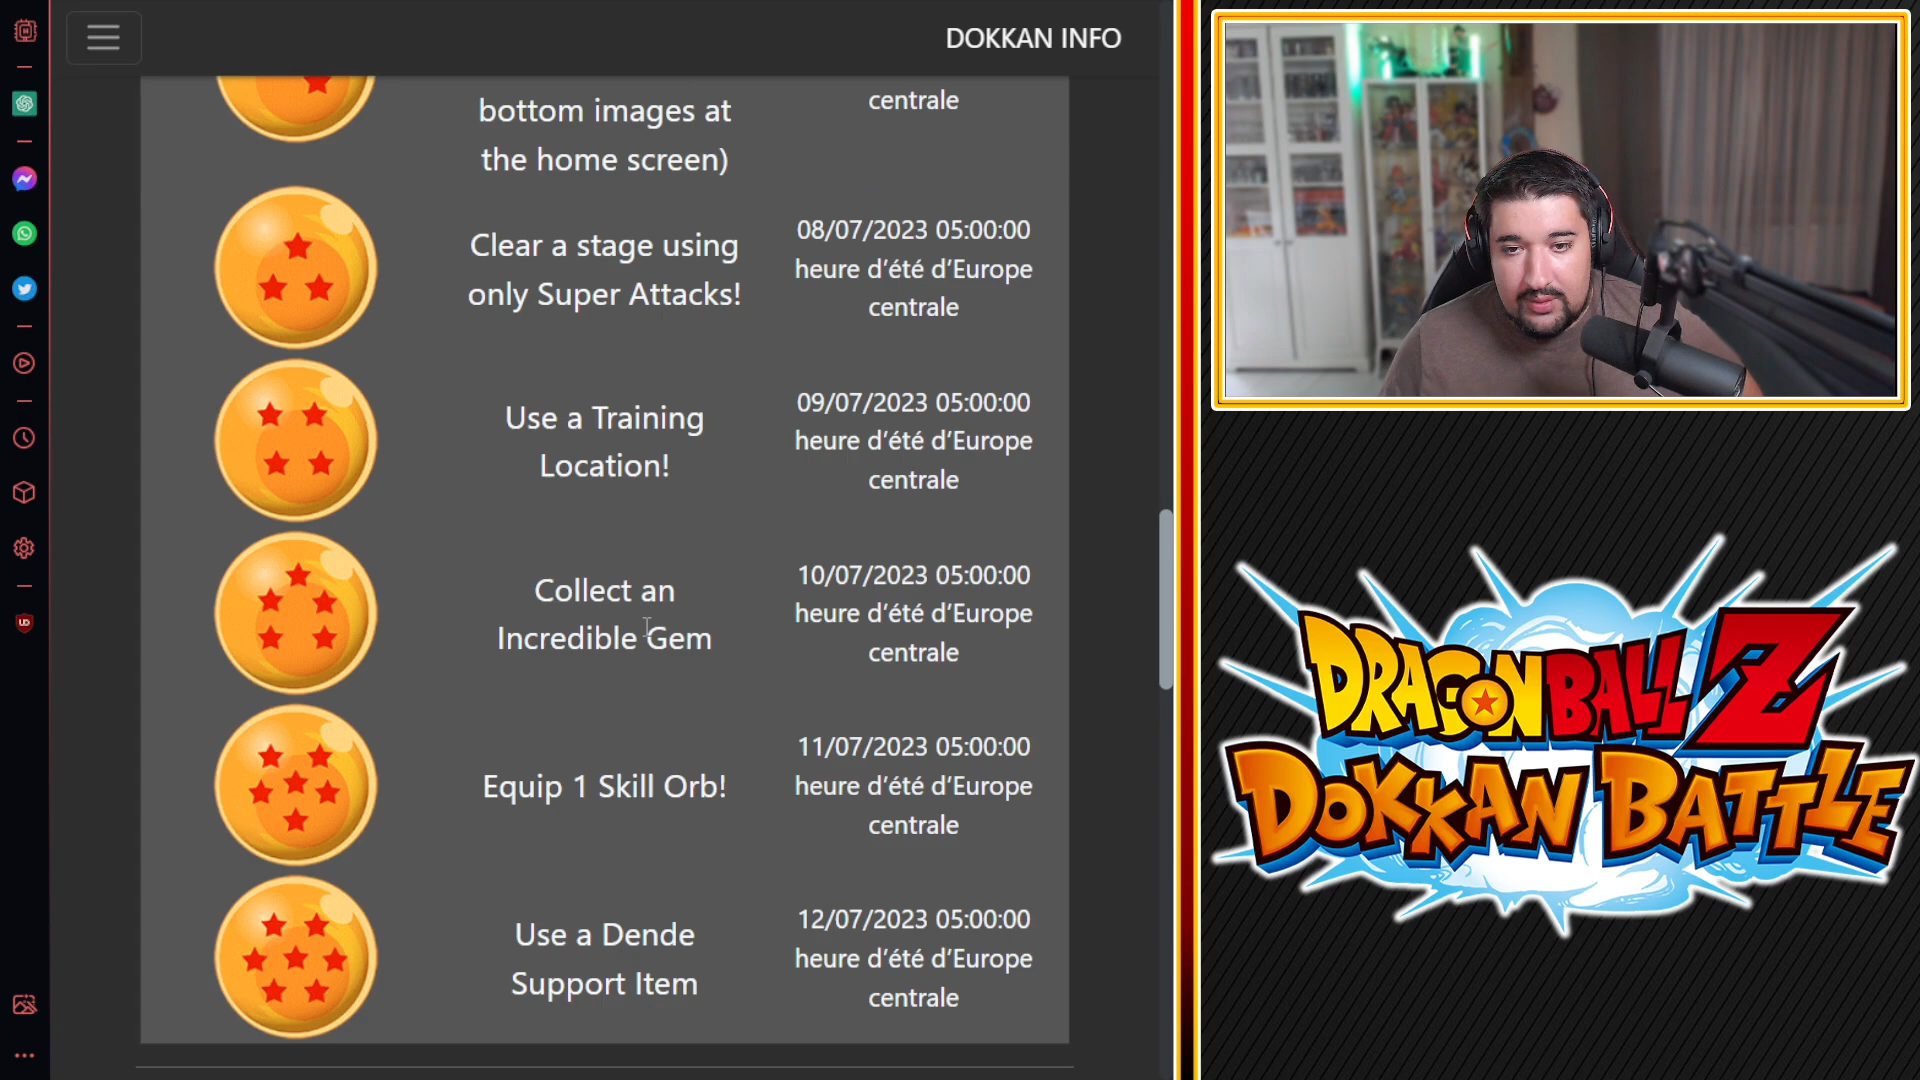 DOKKAN INFO
bottom images at
the home screen)
centrale
Clear a stage using
only Super Attacks!
08/07/2023 05:00:00
heure d’été d’Europe
centrale
Use a Training
Location!
09/07/2023 05:00:00
heure d’été d’Europe
centrale
Collect an
Incredible Gem
10/07/2023 05:00:00
heure d’été d’Europe
centrale
Equip 1 Skill Orb!
11/07/2023 05:00:00
heure d’été d’Europe
centrale
Use a Dende
Support Item
12/07/2023 05:00:00
heure d’été d’Europe
centrale
DRAGON BALL Z
DOKKAN BATTLE